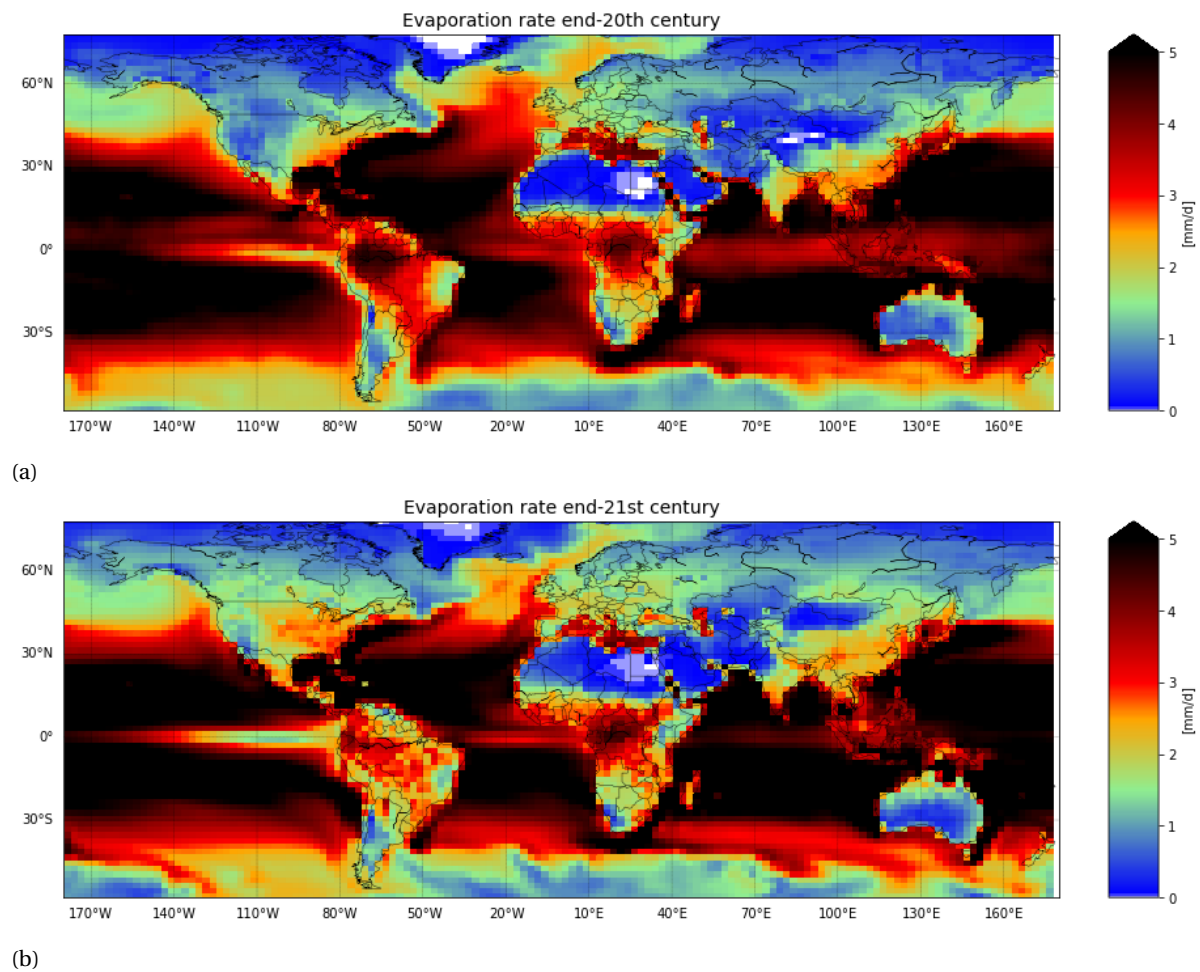 Evaporation rate end-20th century
60°N
30°N
0°
30°S
170°W 140°W 110°W 80°W 50°W 20°W 10°E 40°E 70°E 100°E 130°E 160°E
5
4
3
2
1
0
[mm/d]
(a)
Evaporation rate end-21st century
60°N
30°N
0°
30°S
170°W 140°W 110°W 80°W 50°W 20°W 10°E 40°E 70°E 100°E 130°E 160°E
5
4
3
2
1
0
[mm/d]
(b)